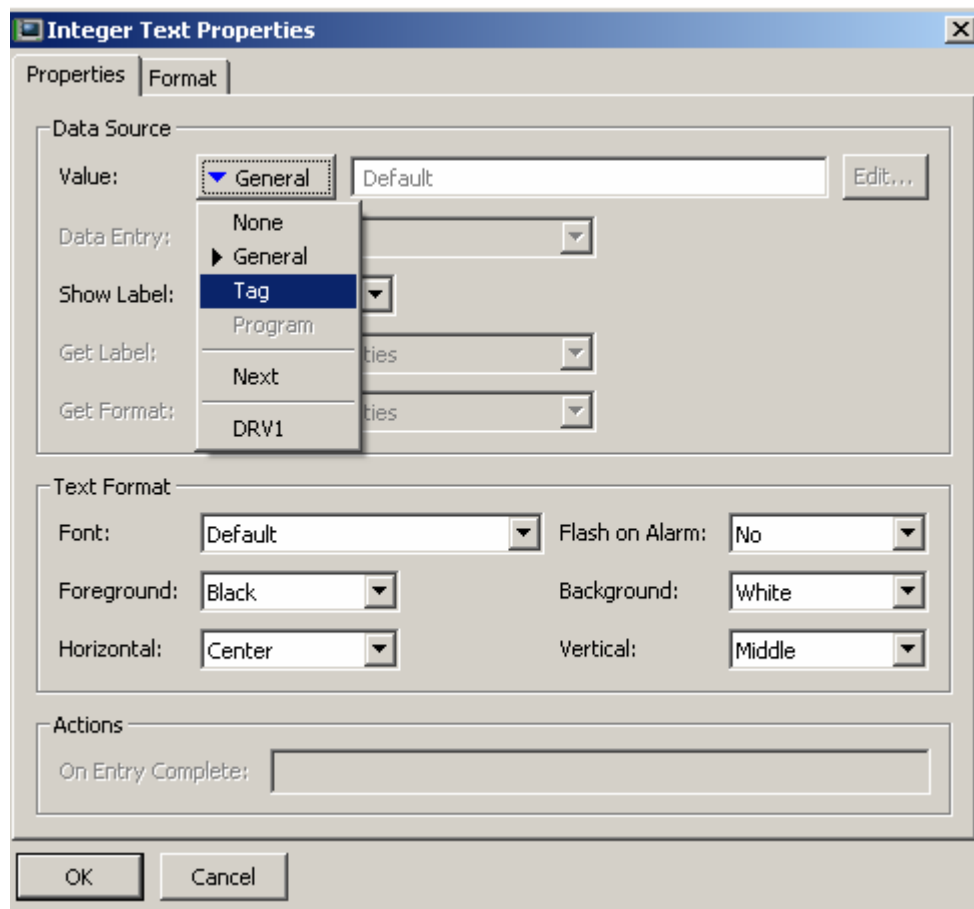 Integer Text Properties
Properties Format
Data Source
Value: General Default Edit...
None
Data Entry:
General
Show Label: Tag
Program
Get Label: ties
Next
Get Format: ties
DRV1
Text Format
Font: Default Flash on Alarm: No
Foreground: Black Background: White
Horizontal: Center Vertical: Middle
Actions
On Entry Complete:
OK Cancel